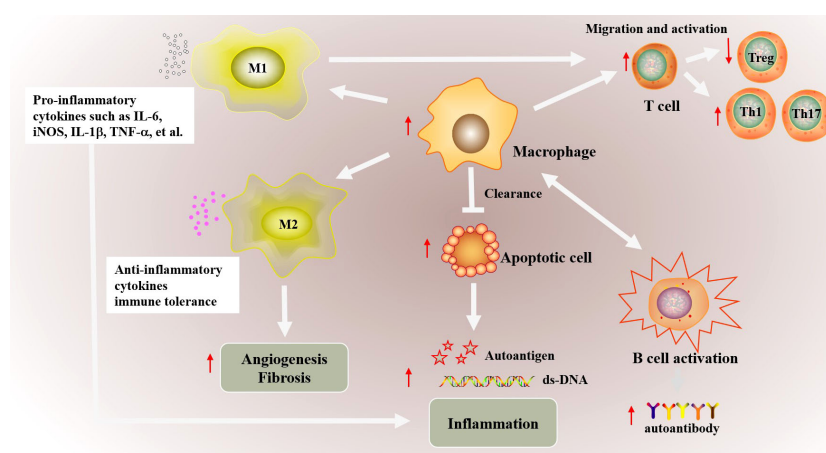 Migration and activation
M1
Treg
T cell
Th1
Th17
Pro-inflammatory
cytokines such as IL-6,
iNOS, IL-1β, TNF-α, et al.
Macrophage
Clearance
M2
Apoptotic cell
Anti-inflammatory
cytokines
immune tolerance
B cell activation
Angiogenesis
Fibrosis
Autoantigen
ds-DNA
Inflammation
autoantibody